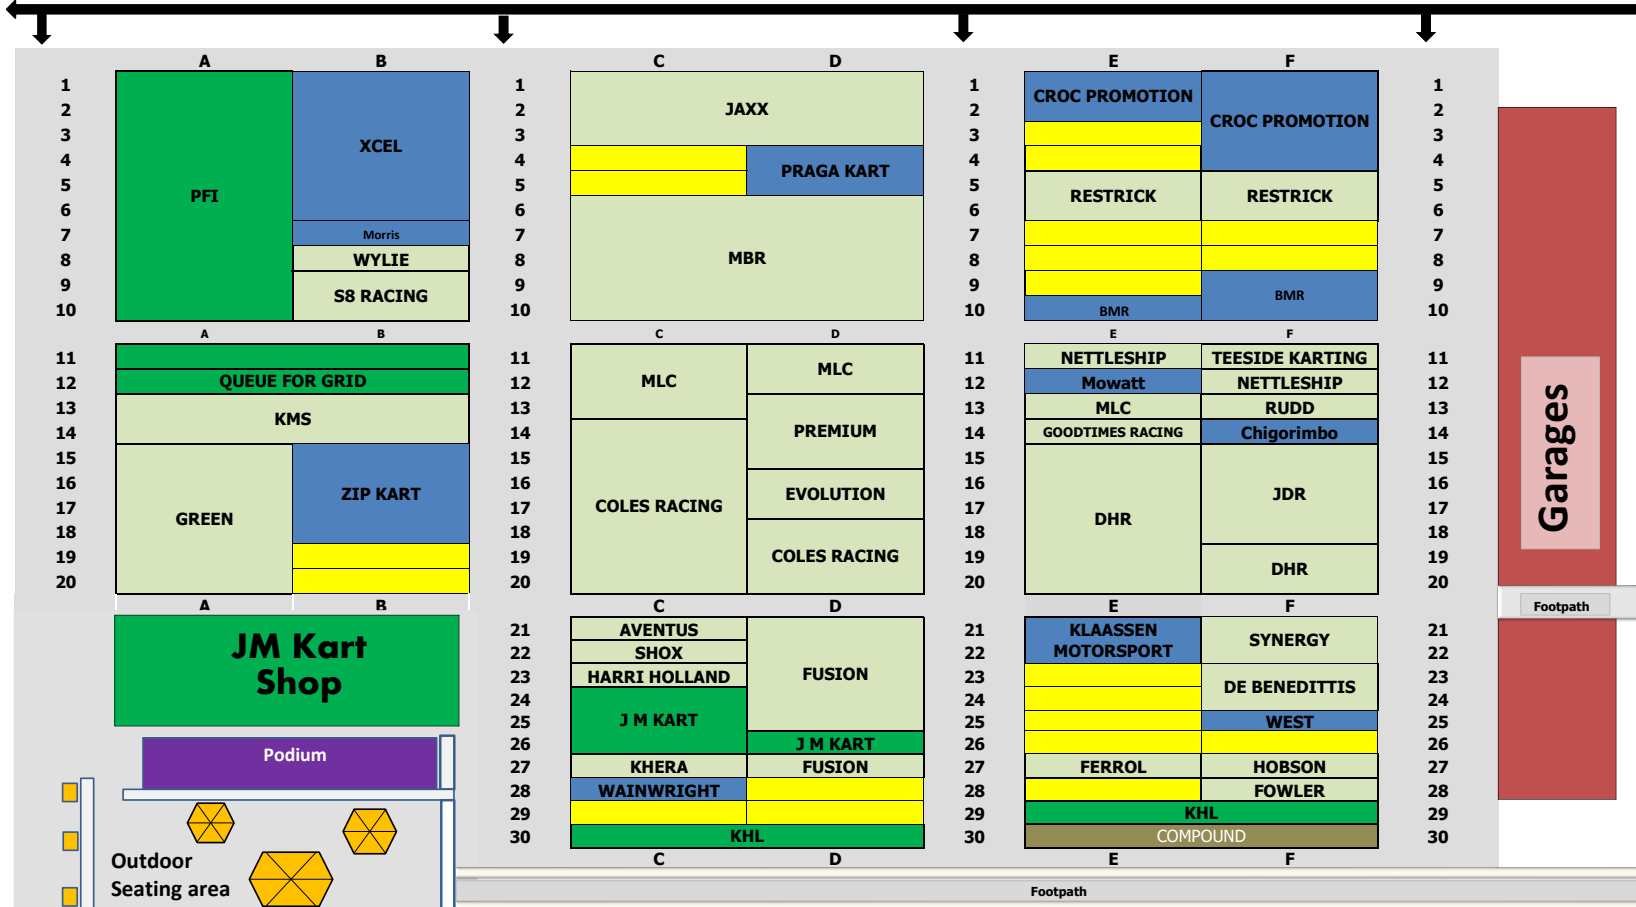 A B C D E F
1 1 1 1
CROC PROMOTION
2 JAXX 2 2 2
CROC PROMOTION
3 3 3 3
XCEL
4 4 4 4
PRAGA KART
5 5 5 5
PFI RESTRICK RESTRICK
6 6 6 6
7 Morris 7 7 7
8 WYLIE 8 MBR 8 8
9 9 9 9
S8 RACING BMR
10 10 10 BMR 10
A B C D E F
11 11 MLC 11 NETTLESHIP TEESIDE KARTING 11
12 QUEUE FOR GRID 12 MLC 12 Mowatt NETTLESHIP 12
13 KMS 13 13 MLC RUDD 13
14 14 PREMIUM 14 GOODTIMES RACING Chigorimbo 14
15 15 15 15
16 ZIP KART 16 EVOLUTION 16 JDR 16
17 GREEN 17 COLES RACING 17 DHR 17
18 18 18 18
19 19 COLES RACING 19 19
20 20 20 DHR 20
A B C D E F
Garages
Footpath
JM Kart
Shop
21 AVENTUS 21 KLAASSEN 21
22 SHOX 22 MOTORSPORT SYNERGY 22
23 HARRI HOLLAND FUSION 23 23
24 24 DE BENEDITTIS 24
25 J M KART 25 WEST 25
26 J M KART 26 26
27 KHERA FUSION 27 FERROL HOBSON 27
28 WAINWRIGHT 28 FOWLER 28
29 29 KHL 29
30 KHL 30 COMPOUND 30
C D E F
Podium
Outdoor
Seating area
Footpath